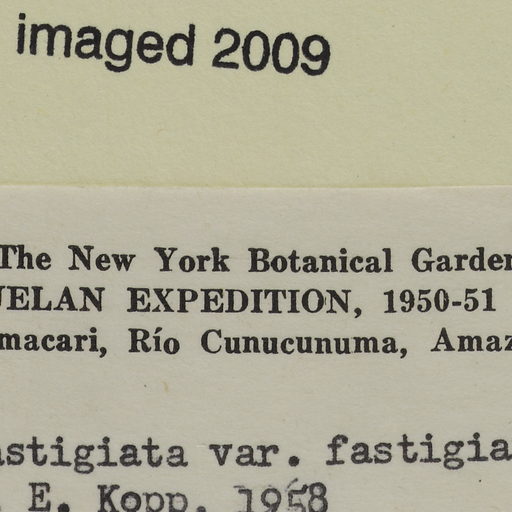 imaged 2009
The New York Botanical Garden
UELAN EXPEDITION, 1950-51
macari, Río Cunucunuma, Amaz
astigiata var. fastigia
. E. Kopp. 1958